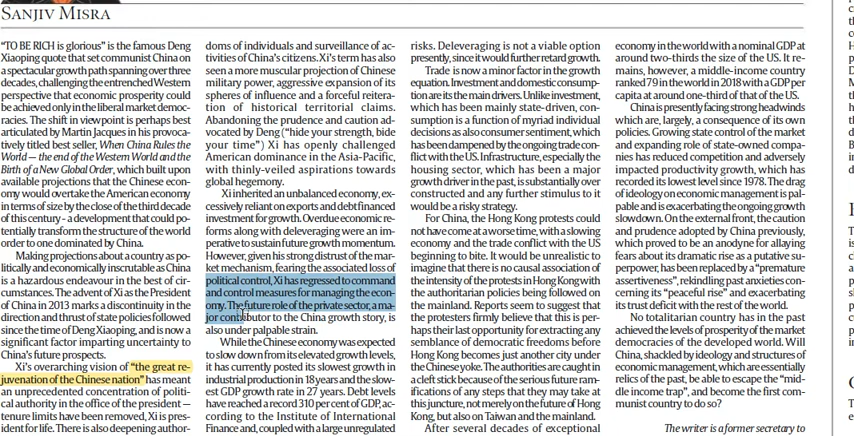 SANJIV MISRA
“TO BE RICH is glorious” is the famous Deng
Xiaoping quote that set communist China on
a spectacular growth path spanning over three
decades, challenging the entrenched Western
perspective that economic prosperity could
be achieved only in the liberal market democ-
racies. The shift in viewpoint is perhaps best
articulated by Martin Jacques in his provoca-
tively titled best seller, When China Rules the
World — the end of the Western World and the
Birth of a New Global Order, which built upon
available projections that the Chinese econ-
omy would overtake the American economy
in terms of size by the close of the third decade
of this century - a development that could po-
tentially transform the structure of the world
order to one dominated by China.
Making projections about a country as po-
litically and economically inscrutable as China
is a hazardous endeavour in the best of cir-
cumstances. The advent of Xi as the President
of China in 2013 marks a discontinuity in the
direction and thrust of state policies followed
since the time of Deng Xiaoping, and is now a
significant factor imparting uncertainty to
China’s future prospects.
Xi’s overarching vision of “the great re-
juvenation of the Chinese nation” has meant
an unprecedented concentration of politi-
cal authority in the office of the president —
tenure limits have been removed, Xi is pres-
ident for life. There is also deepening author-
doms of individuals and surveillance of ac-
tivities of China’s citizens. Xi’s term has also
seen a more muscular projection of Chinese
military power, aggressive expansion of its
spheres of influence and a forceful reitera-
tion of historical territorial claims.
Abandoning the prudence and caution ad-
vocated by Deng (“hide your strength, bide
your time”) Xi has openly challenged
American dominance in the Asia-Pacific,
with thinly-veiled aspirations towards
global hegemony.
Xi inherited an unbalanced economy, ex-
cessively reliant on exports and debt financed
investment for growth. Overdue economic re-
forms along with deleveraging were an im-
perative to sustain future growth momentum.
However, given his strong distrust of the mar-
ket mechanism, fearing the associated loss of
political control, Xi has regressed to command
and control measures for managing the econ-
omy. The future role of the private sector, a ma-
jor contributor to the China growth story, is
also under palpable strain.
While the Chinese economy was expected
to slow down from its elevated growth levels,
it has currently posted its slowest growth in
industrial production in 18 years and the slow-
est GDP growth rate in 27 years. Debt levels
have reached a record 310 per cent of GDP, ac-
cording to the Institute of International
Finance and, coupled with a large unregulated
risks. Deleveraging is not a viable option
presently, since it would further retard growth.
Trade is now a minor factor in the growth
equation. Investment and domestic consump-
tion are its main drivers. Unlike investment,
which has been mainly state-driven, con-
sumption is a function of myriad individual
decisions as also consumer sentiment, which
has been dampened by the ongoing trade con-
flict with the US. Infrastructure, especially the
housing sector, which has been a major
growth driver in the past, is substantially over
constructed and any further stimulus to it
would be a risky strategy.
For China, the Hong Kong protests could
not have come at a worse time, with a slowing
economy and the trade conflict with the US
beginning to bite. It would be unrealistic to
imagine that there is no causal association of
the intensity of the protests in Hong Kong with
the authoritarian policies being followed on
the mainland. Reports seem to suggest that
the protesters firmly believe that this is per-
haps their last opportunity for extracting any
semblance of democratic freedoms before
Hong Kong becomes just another city under
the Chinese yoke. The authorities are caught in
a cleft stick because of the serious future ram-
ifications of any steps that they may take at
this juncture, not merely on the future of Hong
Kong, but also on Taiwan and the mainland.
After several decades of exceptional
economy in the world with a nominal GDP at
around two-thirds the size of the US. It re-
mains, however, a middle-income country
ranked 79 in the world in 2018 with a GDP per
capita at around one-third of that of the US.
China is presently facing strong headwinds
which are, largely, a consequence of its own
policies. Growing state control of the market
and expanding role of state-owned compa-
nies has reduced competition and adversely
impacted productivity growth, which has
recorded its lowest level since 1978. The drag
of ideology on economic management is pal-
pable and is exacerbating the ongoing growth
slowdown. On the external front, the caution
and prudence adopted by China previously,
which proved to be an anodyne for allaying
fears about its dramatic rise as a putative su-
perpower, has been replaced by a “premature
assertiveness”, rekindling past anxieties con-
cerning its “peaceful rise” and exacerbating
its trust deficit with the rest of the world.
No totalitarian country has in the past
achieved the levels of prosperity of the market
democracies of the developed world. Will
China, shackled by ideology and structures of
economic management, which are essentially
relics of the past, be able to escape the “mid-
dle income trap”, and become the first com-
munist country to do so?
The writer is a former secretary to